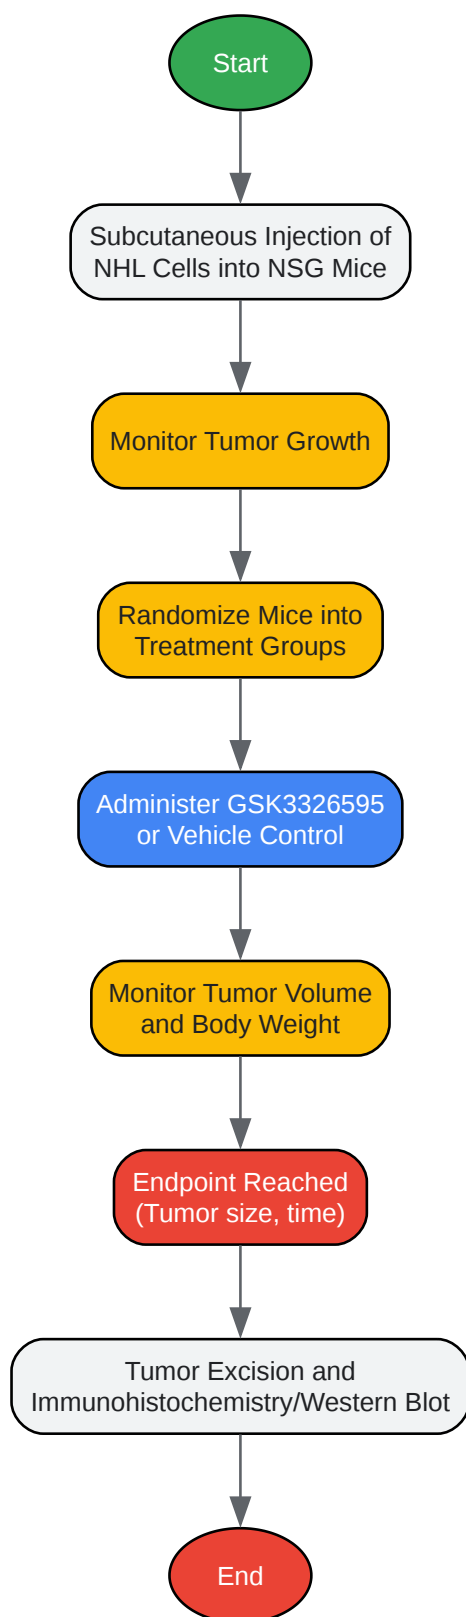 Start
Subcutaneous Injection of
NHL Cells into NSG Mice
Monitor Tumor Growth
Randomize Mice into
Treatment Groups
Administer GSK3326595
or Vehicle Control
Monitor Tumor Volume
and Body Weight
Endpoint Reached
(Tumor size, time)
Tumor Excision and
Immunohistochemistry/Western Blot
End